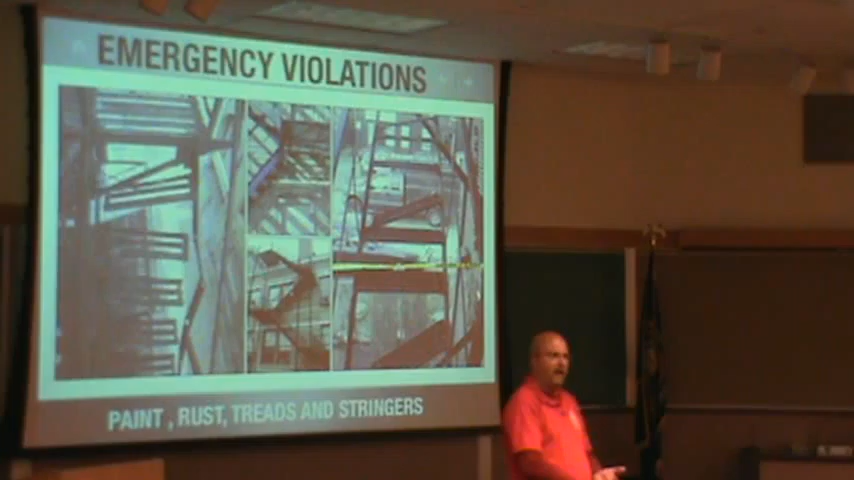 EMERGENCY VIOLATIONS
PAINT , RUST, TREADS AND STRINGERS